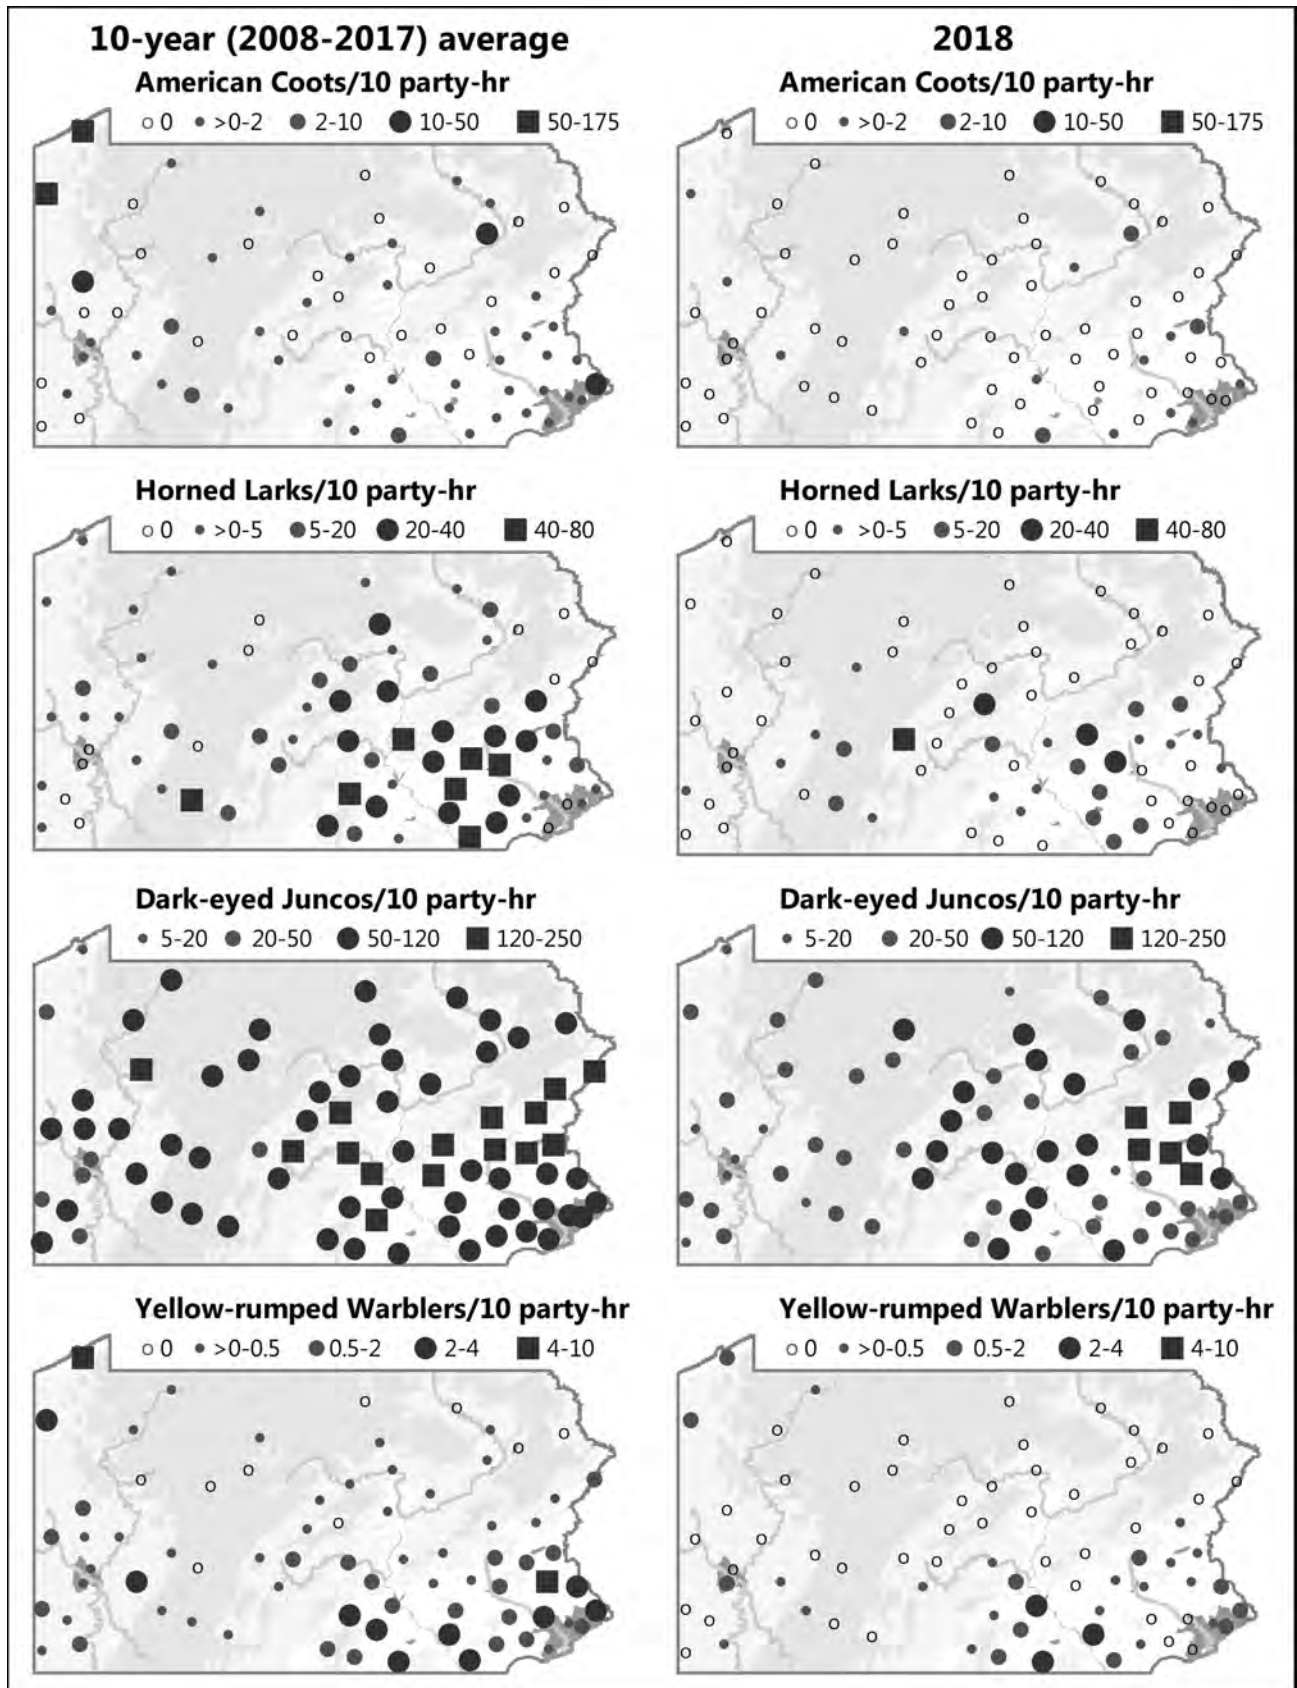 10-year (2008-2017) average
2018
American Coots/10 party-hr
American Coots/10 party-hr
0 >0-2 2-10 10-50 50-175
0 >0-2 2-10 10-50 50-175
Horned Larks/10 party-hr
Horned Larks/10 party-hr
0 >0-5 5-20 20-40 40-80
0 >0-5 5-20 20-40 40-80
Dark-eyed Juncos/10 party-hr
Dark-eyed Juncos/10 party-hr
5-20 20-50 50-120 120-250
5-20 20-50 50-120 120-250
Yellow-rumped Warblers/10 party-hr
Yellow-rumped Warblers/10 party-hr
0 >0-0.5 0.5-2 2-4 4-10
0 >0-0.5 0.5-2 2-4 4-10